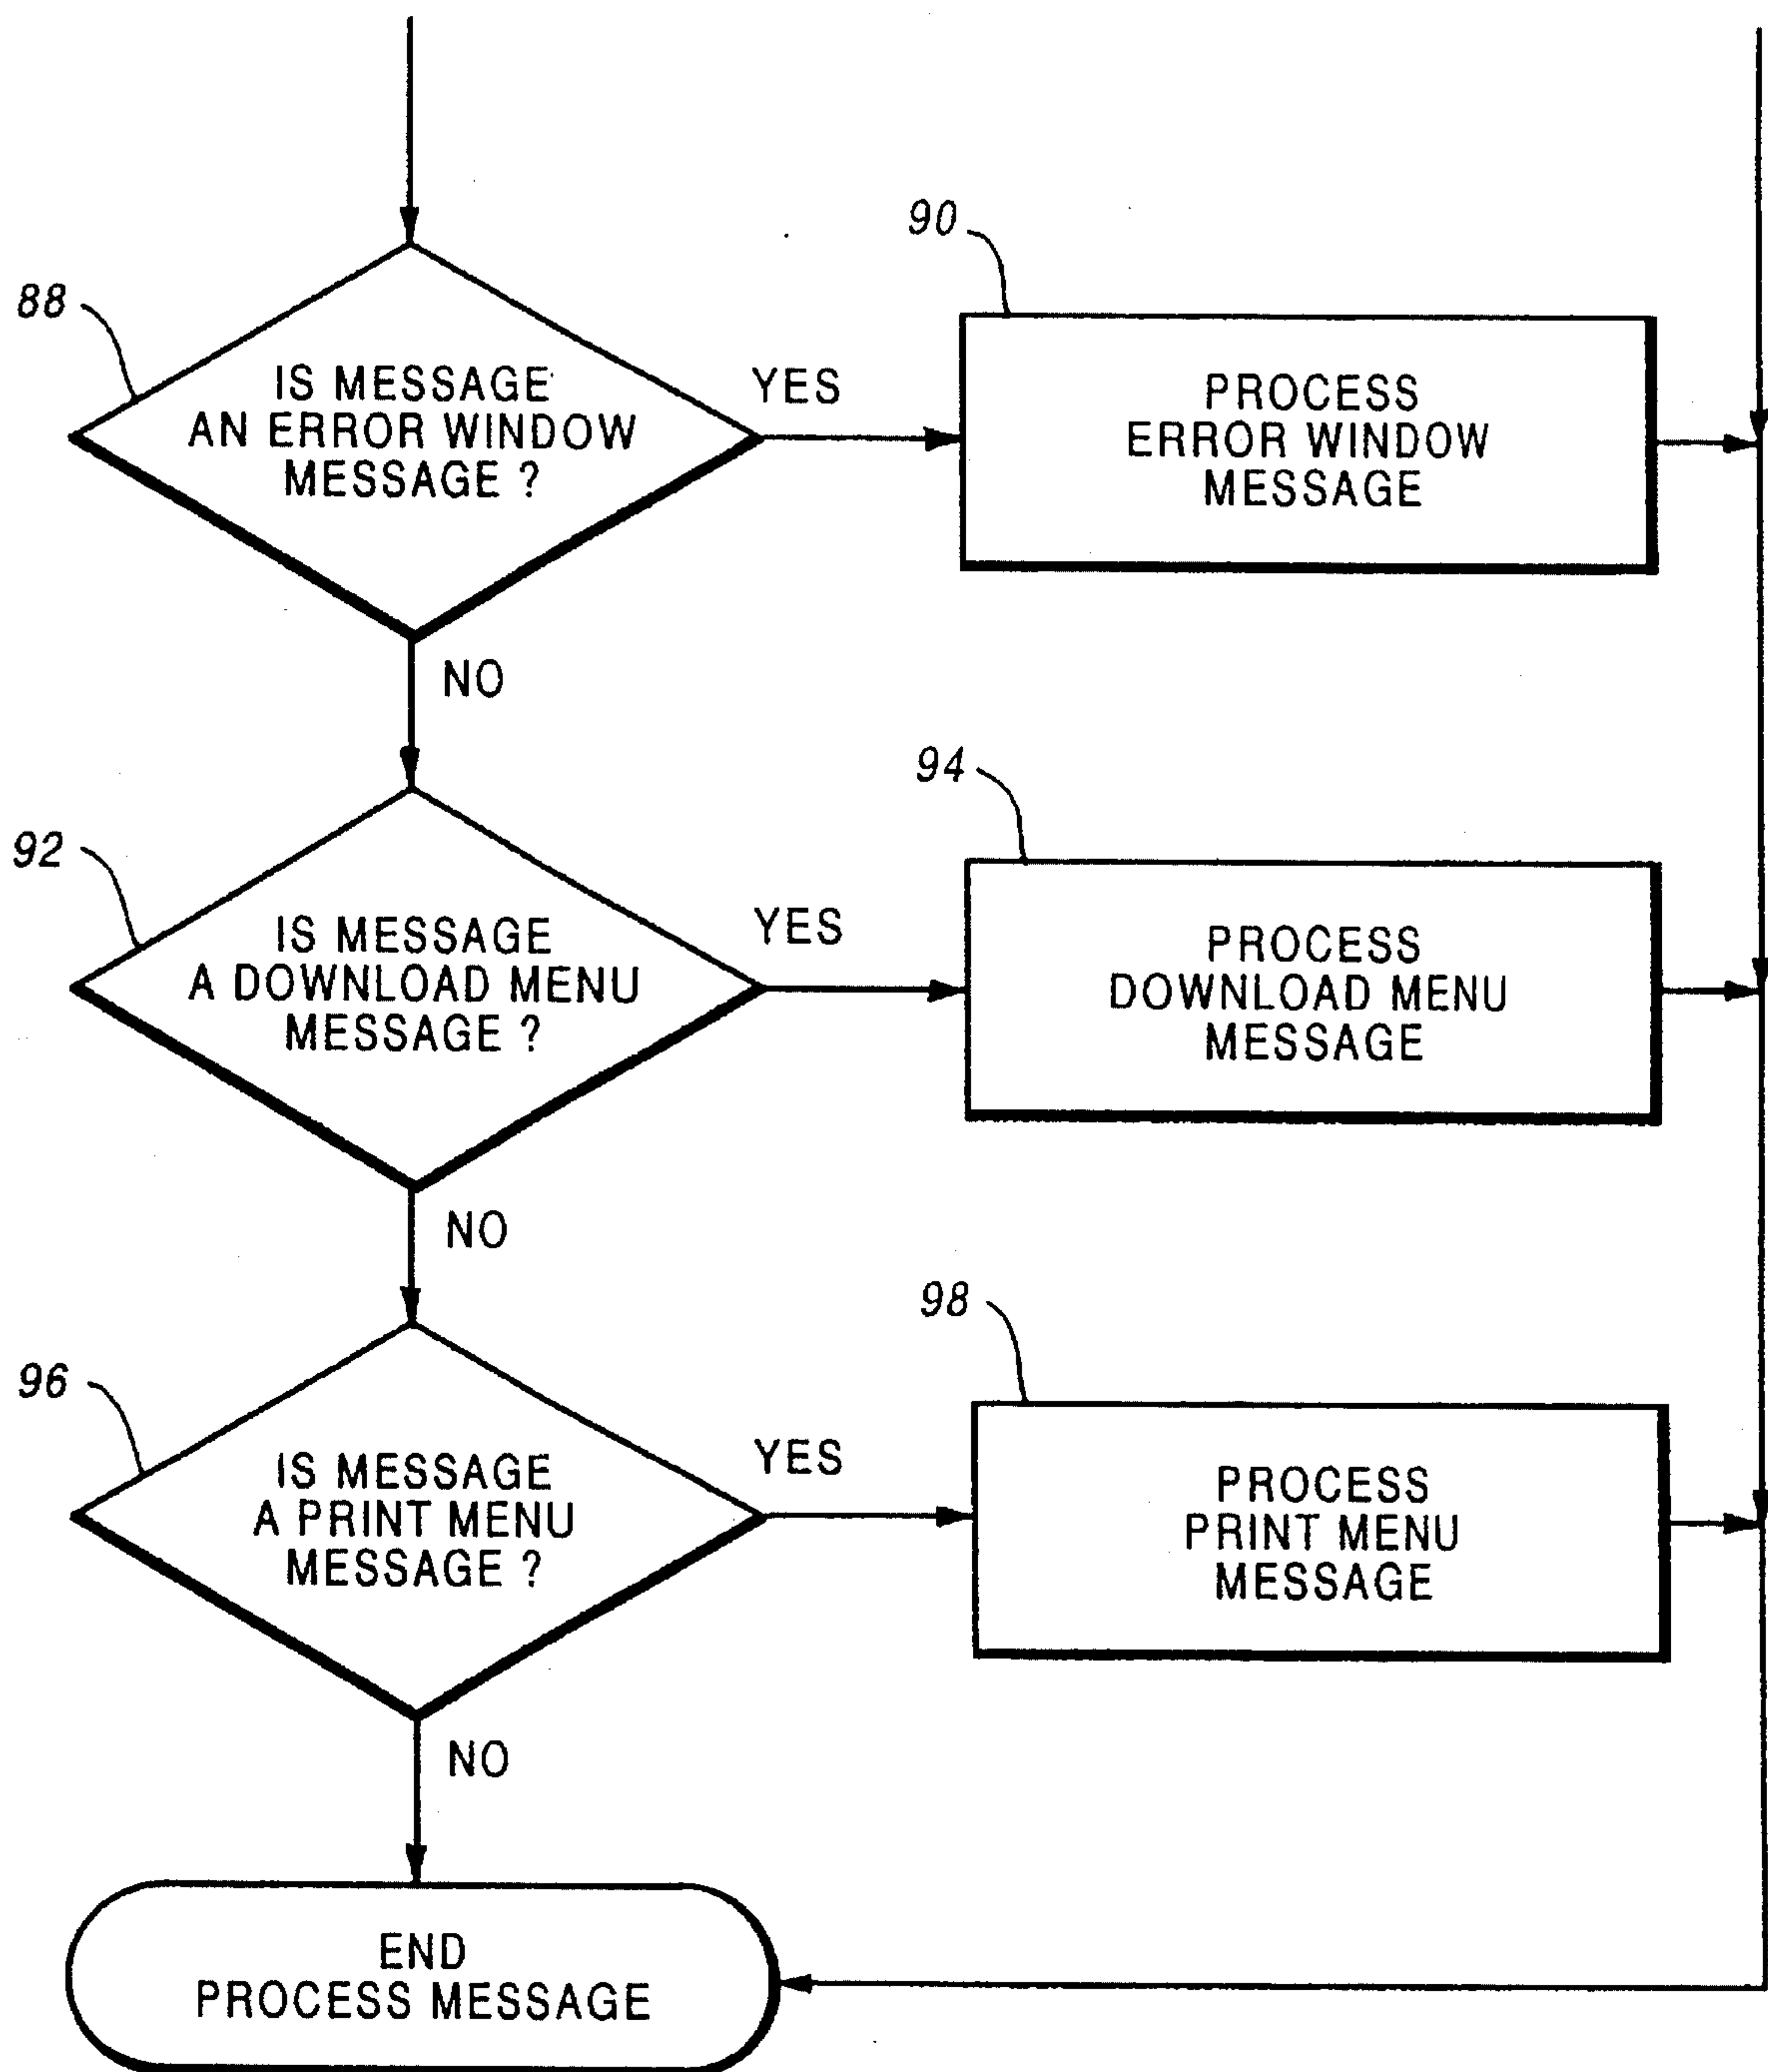 90
88
IS MESSAGE
AN ERROR WINDOW
MESSAGE ?
YES
PROCESS
ERROR WINDOW
MESSAGE
NO
94
92
IS MESSAGE
A DOWNLOAD MENU
MESSAGE ?
YES
PROCESS
DOWNLOAD MENU
MESSAGE
NO
98
96
IS MESSAGE
A PRINT MENU
MESSAGE ?
YES
PROCESS
PRINT MENU
MESSAGE
NO
END
PROCESS MESSAGE